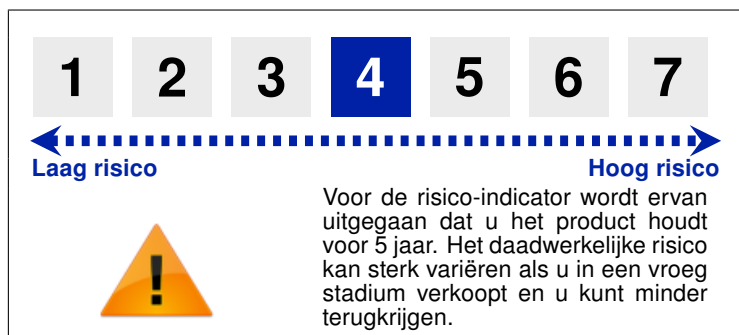 1 2 3 4 5 6 7
Laag risico Hoog risico
Voor de risico-indicator wordt ervan
uitgegaan dat u het product houdt
voor 5 jaar. Het daadwerkelijke risico
kan sterk variëren als u in een vroeg
stadium verkoopt en u kunt minder
terugkrijgen.